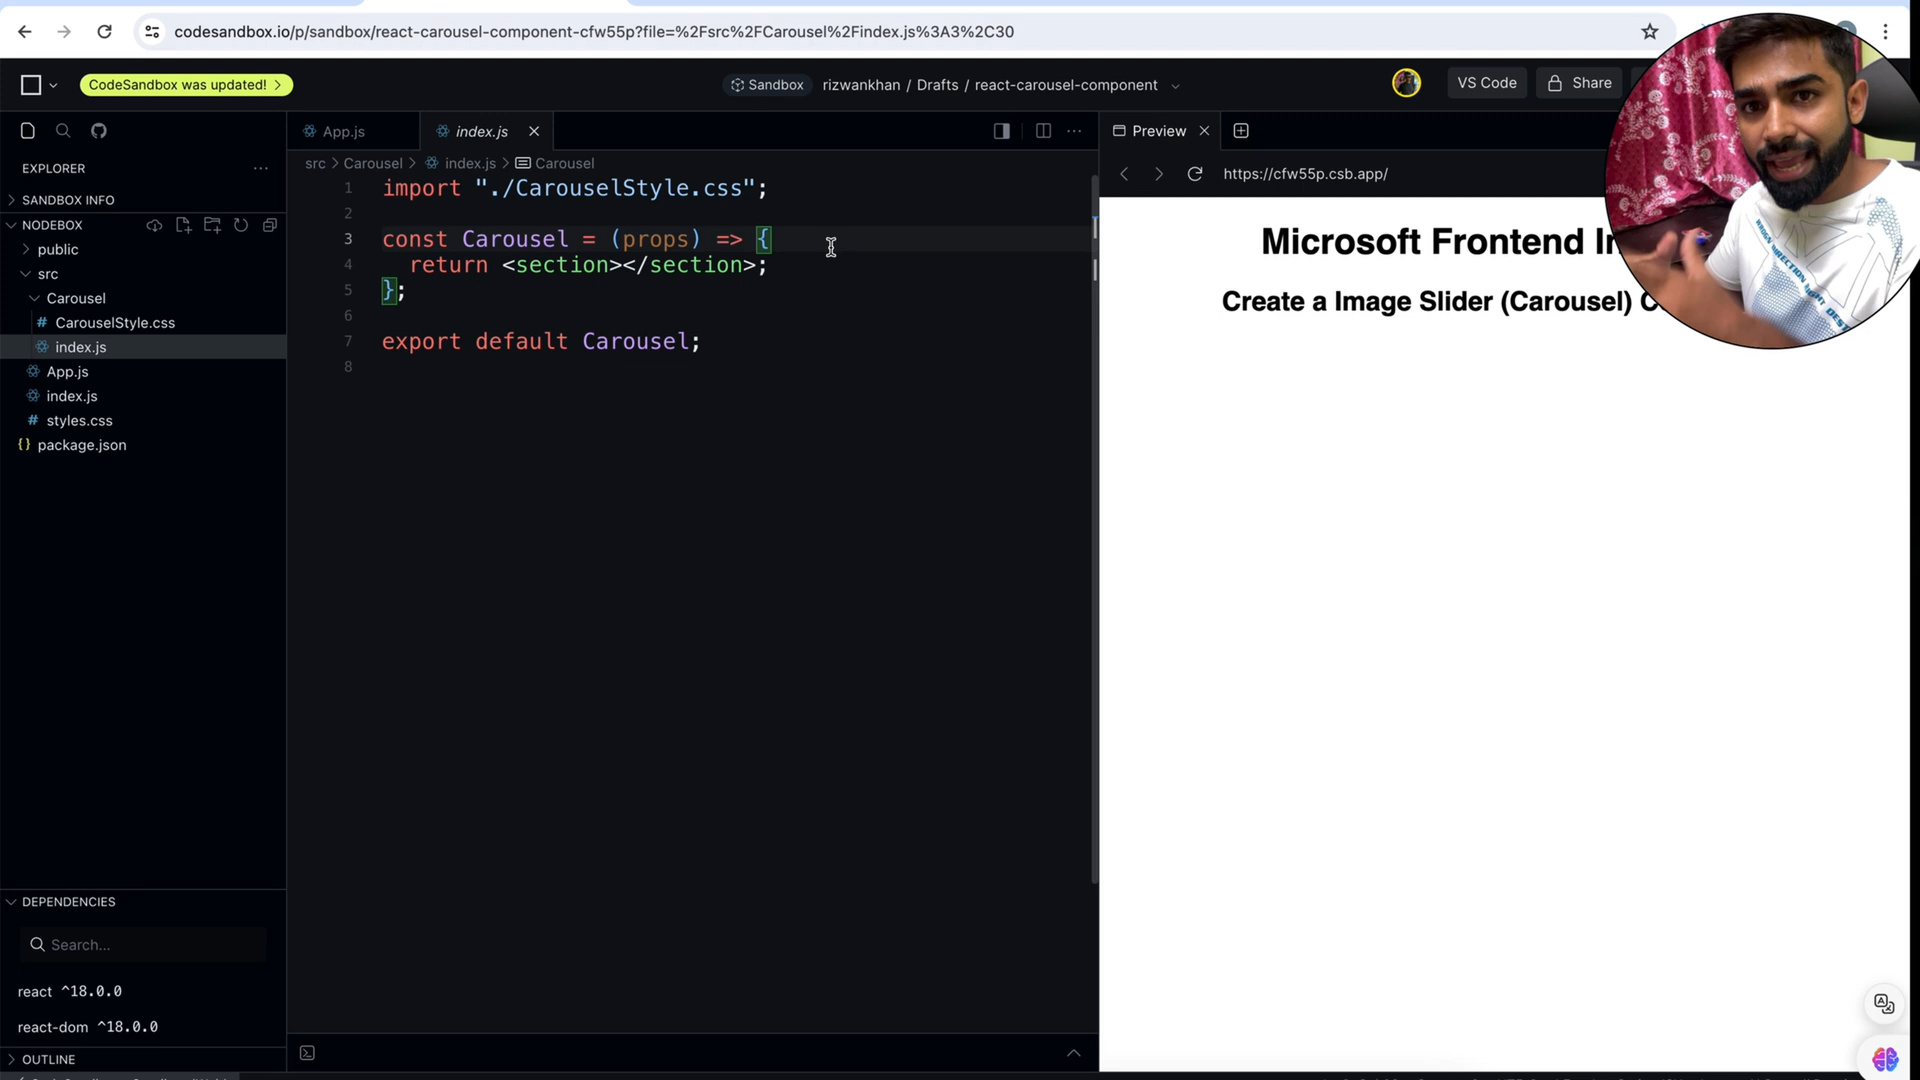 codesandbox.io/p/sandbox/react-carousel-component-cfw55p?file=%2Fsrc%2FCarousel%2Findex.js%3A3%2C30
CodeSandbox was updated!
Sandbox
rizwankhan / Drafts / react-carousel-component
VS Code
Share
EXPLORER
SANDBOX INFO
NODEBOX
public
src
Carousel
# CarouselStyle.css
index.js
App.js
index.js
# styles.css
{} package.json
DEPENDENCIES
Search...
react ^18.0.0
react-dom ^18.0.0
OUTLINE
App.js
index.js
src > Carousel > index.js > Carousel
1 import "./CarouselStyle.css";
2
3 const Carousel = (props) => {
4 return <section></section>;
5 };
6
7 export default Carousel;
8
Preview
https://cfw55p.csb.app/
Microsoft Frontend
Create a Image Slider (Carousel)